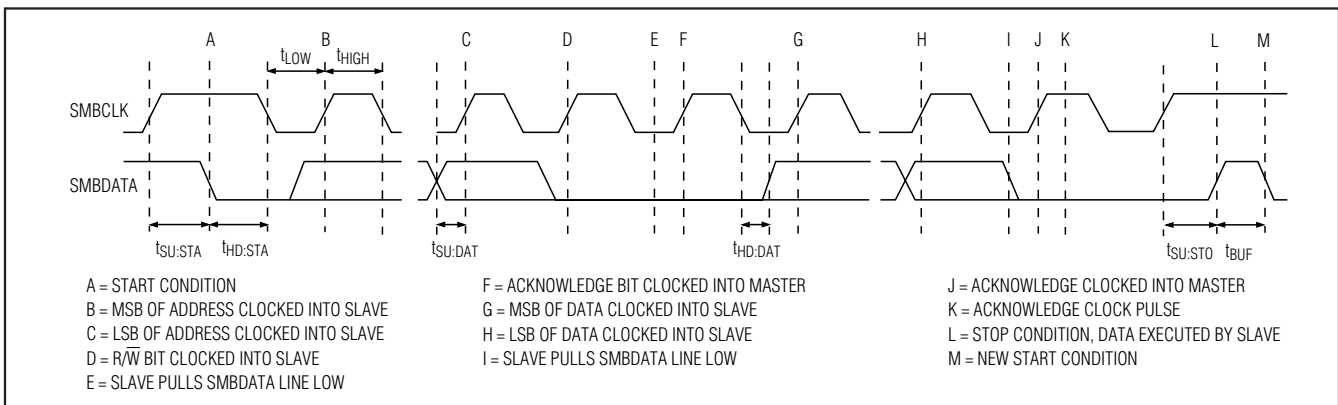 A B C D E F G H I J K L M
tLOW tHIGH
SMBCLK
SMBDATA
tSU:STA tHD:STA tSU:DAT tHD:DAT tSU:STO tBUF
A = START CONDITION
B = MSB OF ADDRESS CLOCKED INTO SLAVE
C = LSB OF ADDRESS CLOCKED INTO SLAVE
D = R/W̅ BIT CLOCKED INTO SLAVE
E = SLAVE PULLS SMBDATA LINE LOW
F = ACKNOWLEDGE BIT CLOCKED INTO MASTER
G = MSB OF DATA CLOCKED INTO SLAVE
H = LSB OF DATA CLOCKED INTO SLAVE
I = SLAVE PULLS SMBDATA LINE LOW
J = ACKNOWLEDGE CLOCKED INTO MASTER
K = ACKNOWLEDGE CLOCK PULSE
L = STOP CONDITION, DATA EXECUTED BY SLAVE
M = NEW START CONDITION